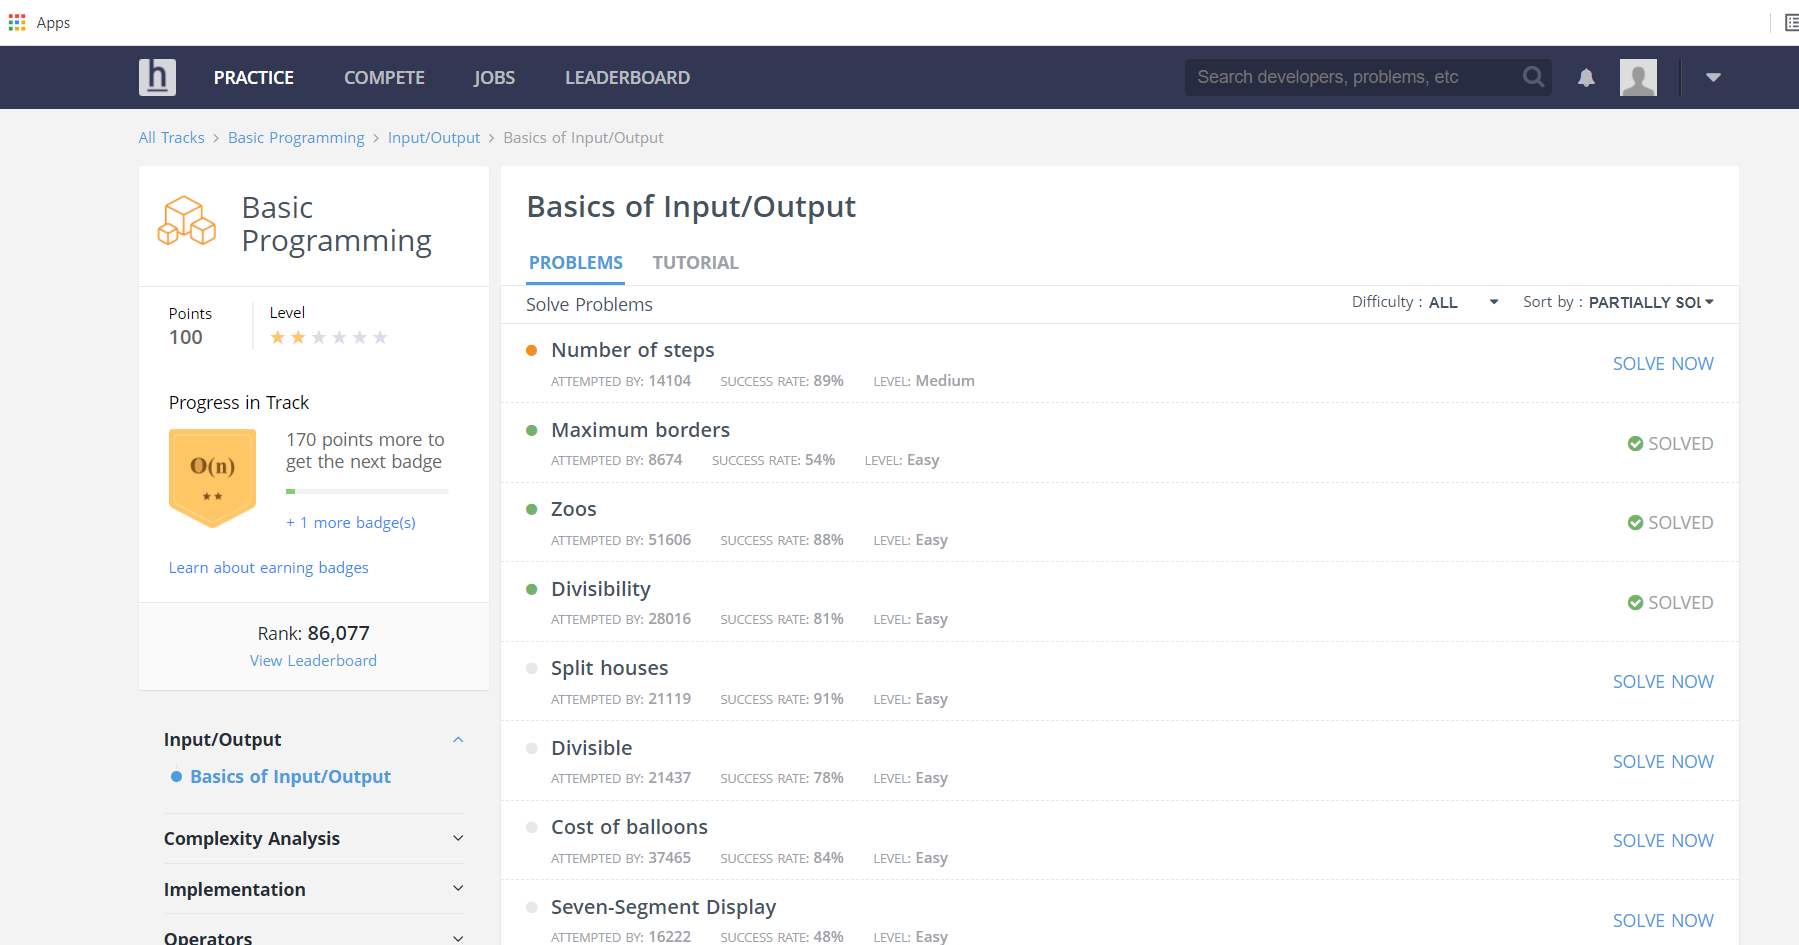 Apps
h
PRACTICE COMPETE JOBS LEADERBOARD
Search developers, problems, etc
All Tracks > Basic Programming > Input/Output > Basics of Input/Output
Basic
Programming
Points
100
Level
Progress in Track
O(n)
170 points more to
get the next badge
+ 1 more badge(s)
Learn about earning badges
Rank: 86,077
View Leaderboard
Input/Output
Basics of Input/Output
Complexity Analysis
Implementation
Operators
Basics of Input/Output
PROBLEMS TUTORIAL
Solve Problems
Difficulty : ALL
Sort by : PARTIALLY SOL
Number of steps
ATTEMPTED BY: 14104 SUCCESS RATE: 89% LEVEL: Medium
SOLVE NOW
Maximum borders
ATTEMPTED BY: 8674 SUCCESS RATE: 54% LEVEL: Easy
SOLVED
Zoos
ATTEMPTED BY: 51606 SUCCESS RATE: 88% LEVEL: Easy
SOLVED
Divisibility
ATTEMPTED BY: 28016 SUCCESS RATE: 81% LEVEL: Easy
SOLVED
Split houses
ATTEMPTED BY: 21119 SUCCESS RATE: 91% LEVEL: Easy
SOLVE NOW
Divisible
ATTEMPTED BY: 21437 SUCCESS RATE: 78% LEVEL: Easy
SOLVE NOW
Cost of balloons
ATTEMPTED BY: 37465 SUCCESS RATE: 84% LEVEL: Easy
SOLVE NOW
Seven-Segment Display
ATTEMPTED BY: 16222 SUCCESS RATE: 48% LEVEL: Easy
SOLVE NOW